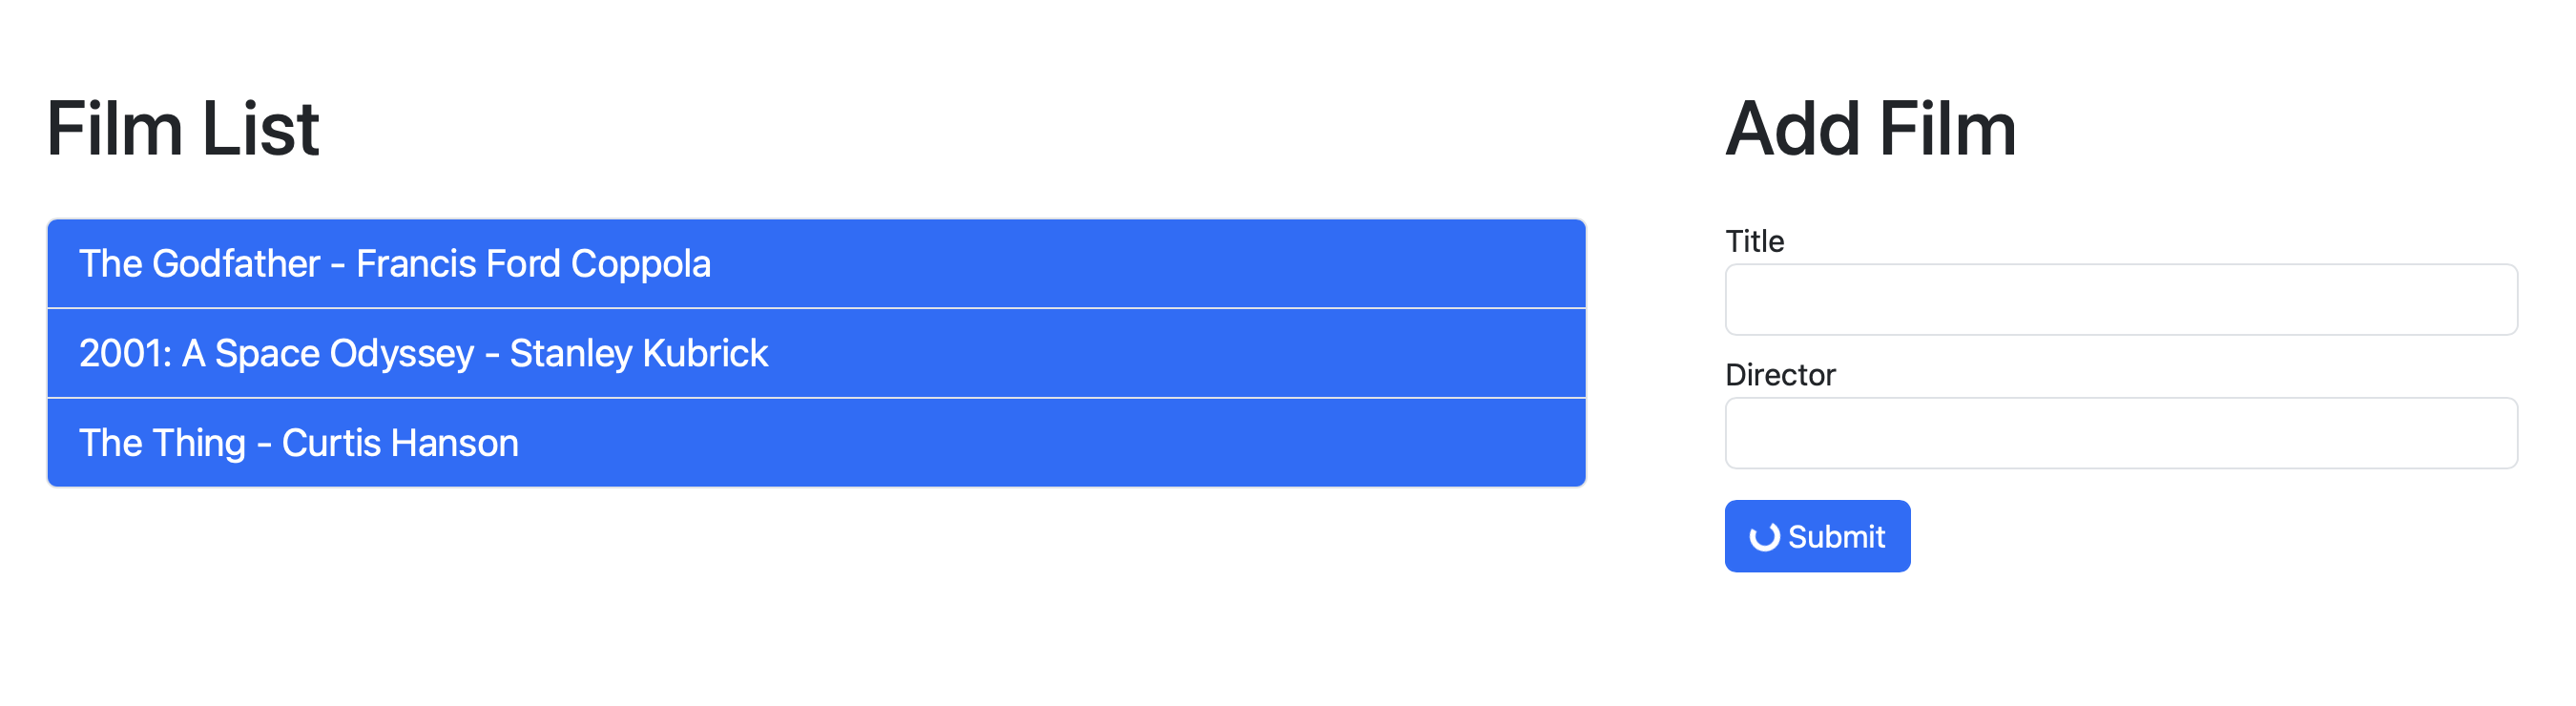 Film List
The Godfather - Francis Ford Coppola
2001: A Space Odyssey - Stanley Kubrick
The Thing - Curtis Hanson
Add Film
Title
Director
Submit